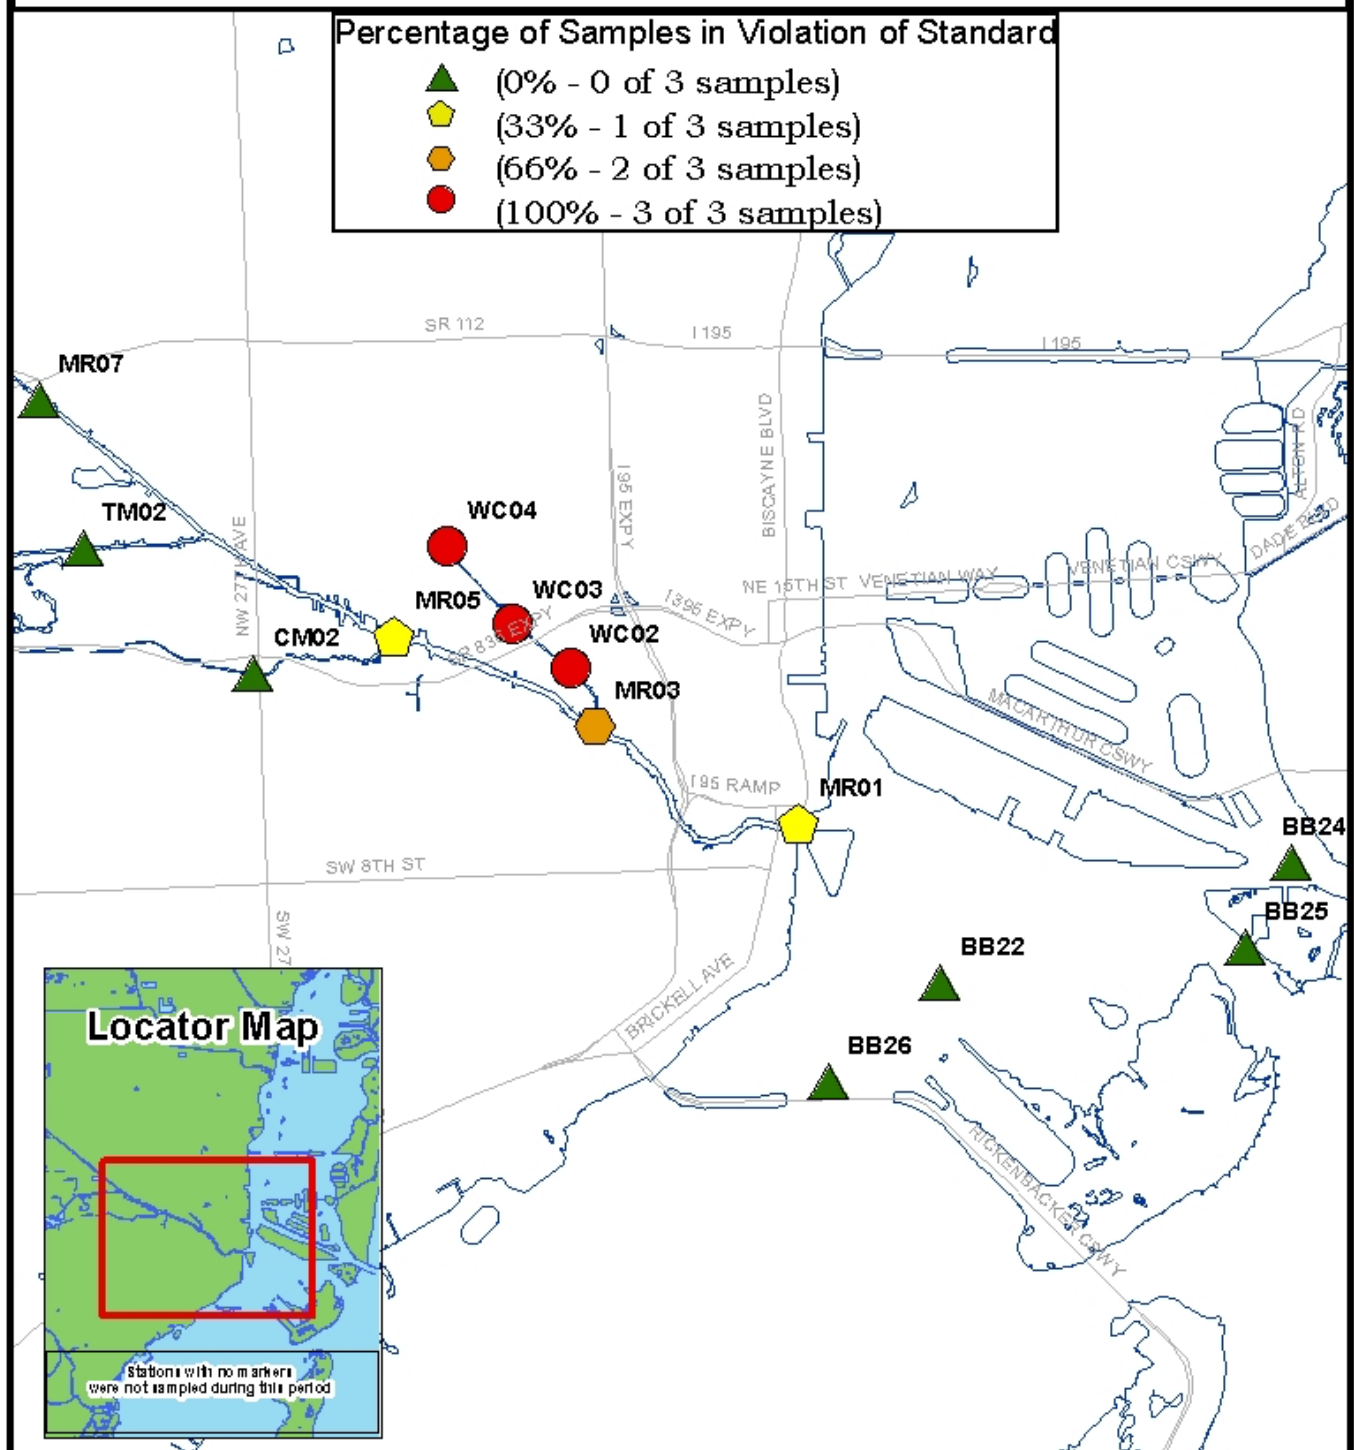 Percentage of Samples in Violation of Standard
(0% - 0 of 3 samples)
(33% - 1 of 3 samples)
(66% - 2 of 3 samples)
(100% - 3 of 3 samples)
SR 112
I 195
I 195
MR07
BISCAYNE BLVD
ALTON RD
I 95 EXPY
TM02
WC04
NW 27TH AVE
DADE BLVD
VENETIAN CSWY
NE 15TH ST
VENETIAN WAY
MR05
WC03
I 396 EXPY
SR 836 EXPY
CM02
WC02
MR03
MACARTHUR CSWY
I 95 RAMP
MR01
BB24
SW 8TH ST
BB25
SW 27
BB22
BRICKELL AVE
Locator Map
BB26
RICKENBACKER CSWY
Stations with no markers
were not sampled during this period